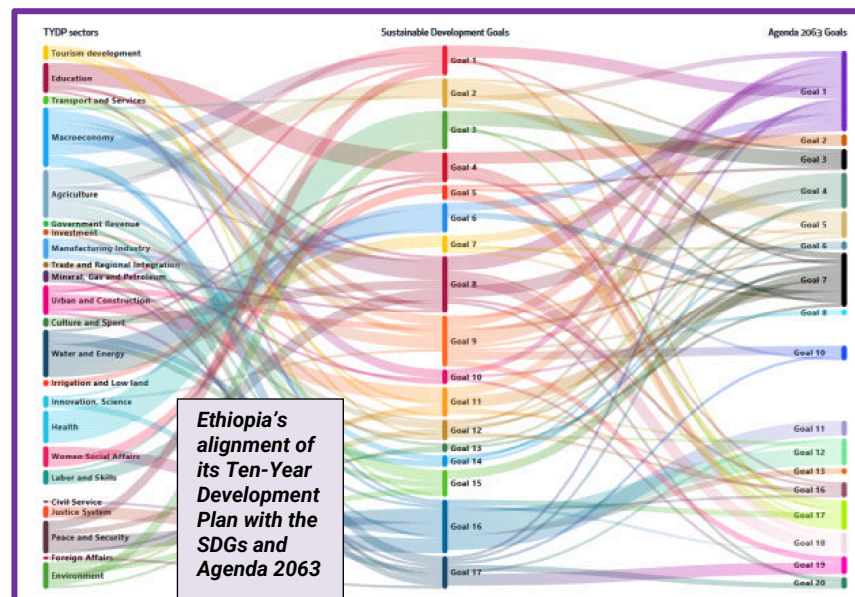 TYDP sectors
Sustainable Development Goals
Agenda 2063 Goals
Tourism development
Education
Transport and Services
Macroeconomy
Agriculture
Government Revenue
Investment
Manufacturing Industry
Trade and Regional Integration
Mineral, Gas and Petroleum
Urban and Construction
Culture and Sport
Water and Energy
Irrigation and Low land
Innovation, Science
Health
Woman Social Affairs
Labor and Skills
Civil Service
Justice System
Peace and Security
Foreign Affairs
Environment
Goal 1
Goal 2
Goal 3
Goal 4
Goal 5
Goal 6
Goal 7
Goal 8
Goal 9
Goal 10
Goal 11
Goal 12
Goal 13
Goal 14
Goal 15
Goal 16
Goal 17
Goal 1
Goal 2
Goal 3
Goal 4
Goal 5
Goal 6
Goal 7
Goal 8
Goal 10
Goal 11
Goal 12
Goal 13
Goal 16
Goal 17
Goal 18
Goal 19
Goal 20
Ethiopia's
alignment of
its Ten-Year
Development
Plan with the
SDGs and
Agenda 2063